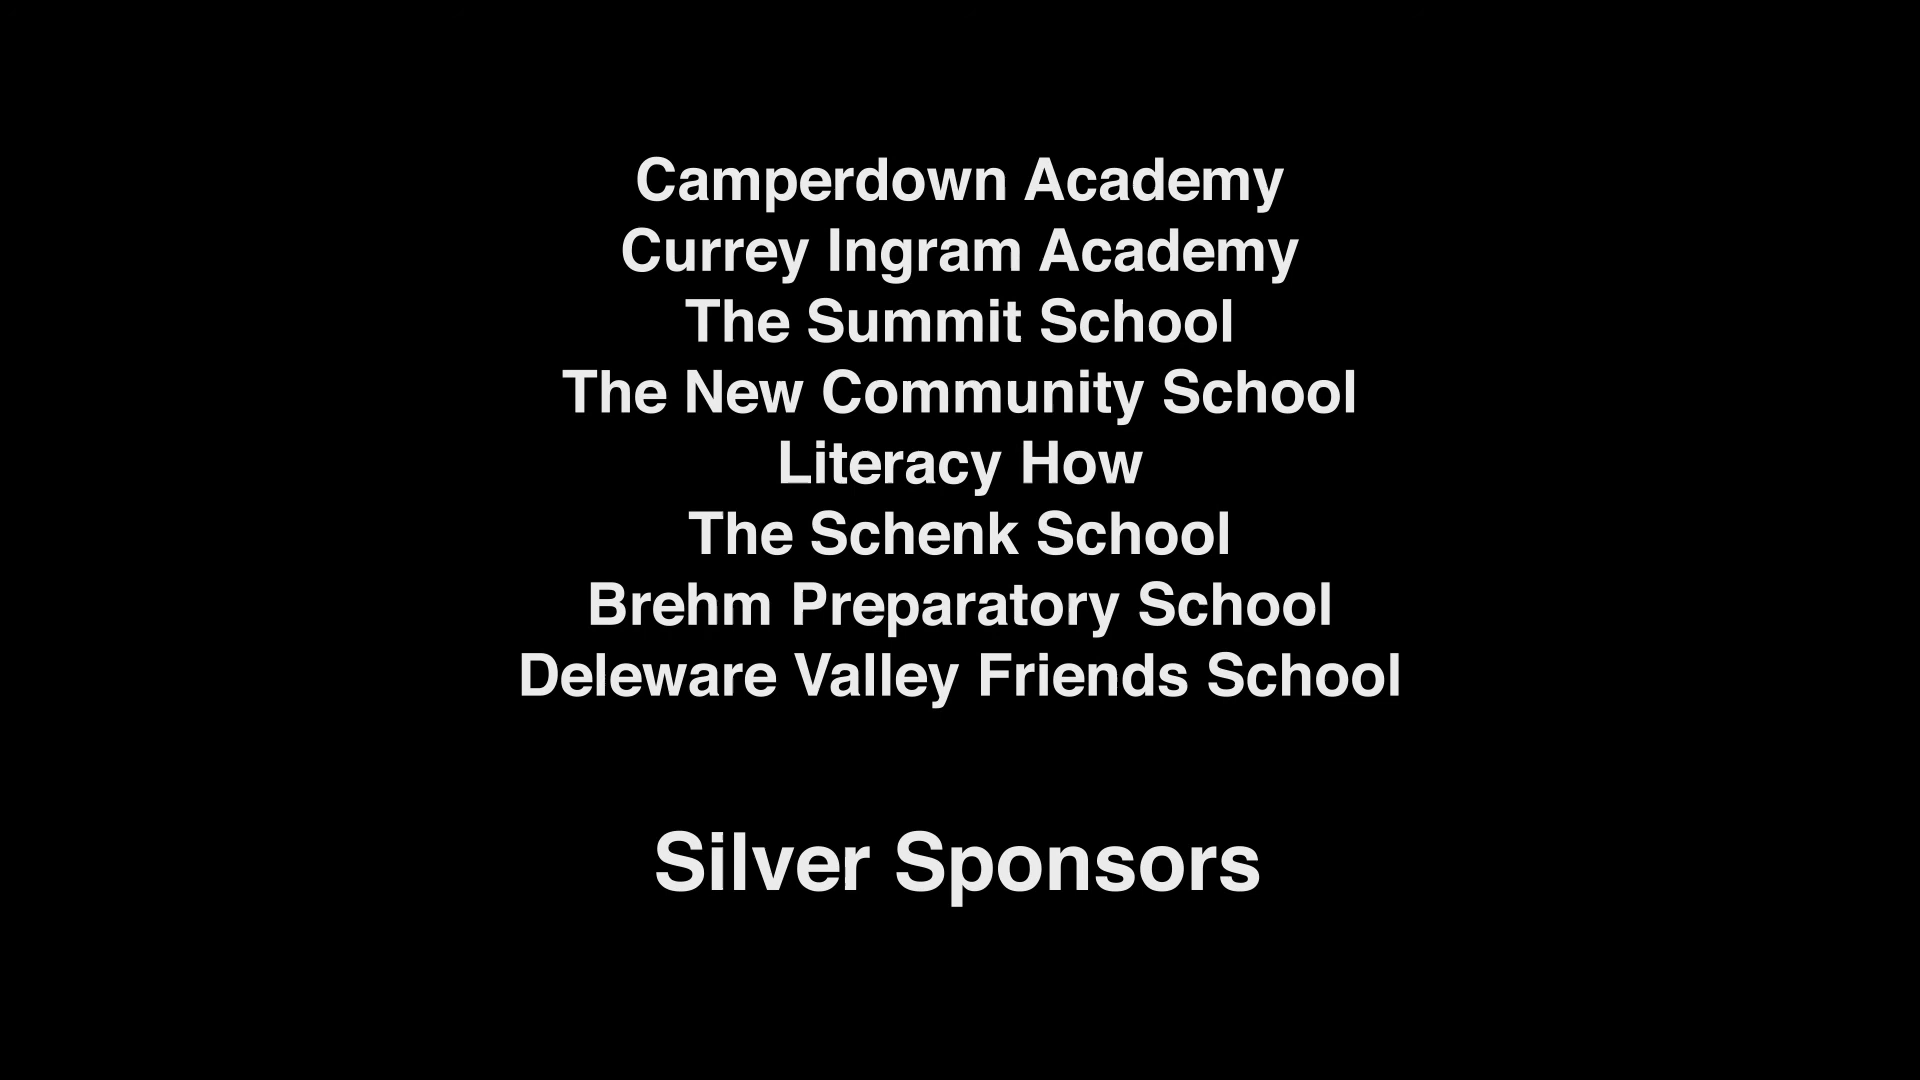 Camperdown Academy
Currey Ingram Academy
The Summit School
The New Community School
Literacy How
The Schenk School
Brehm Preparatory School
Deleware Valley Friends School
Silver Sponsors